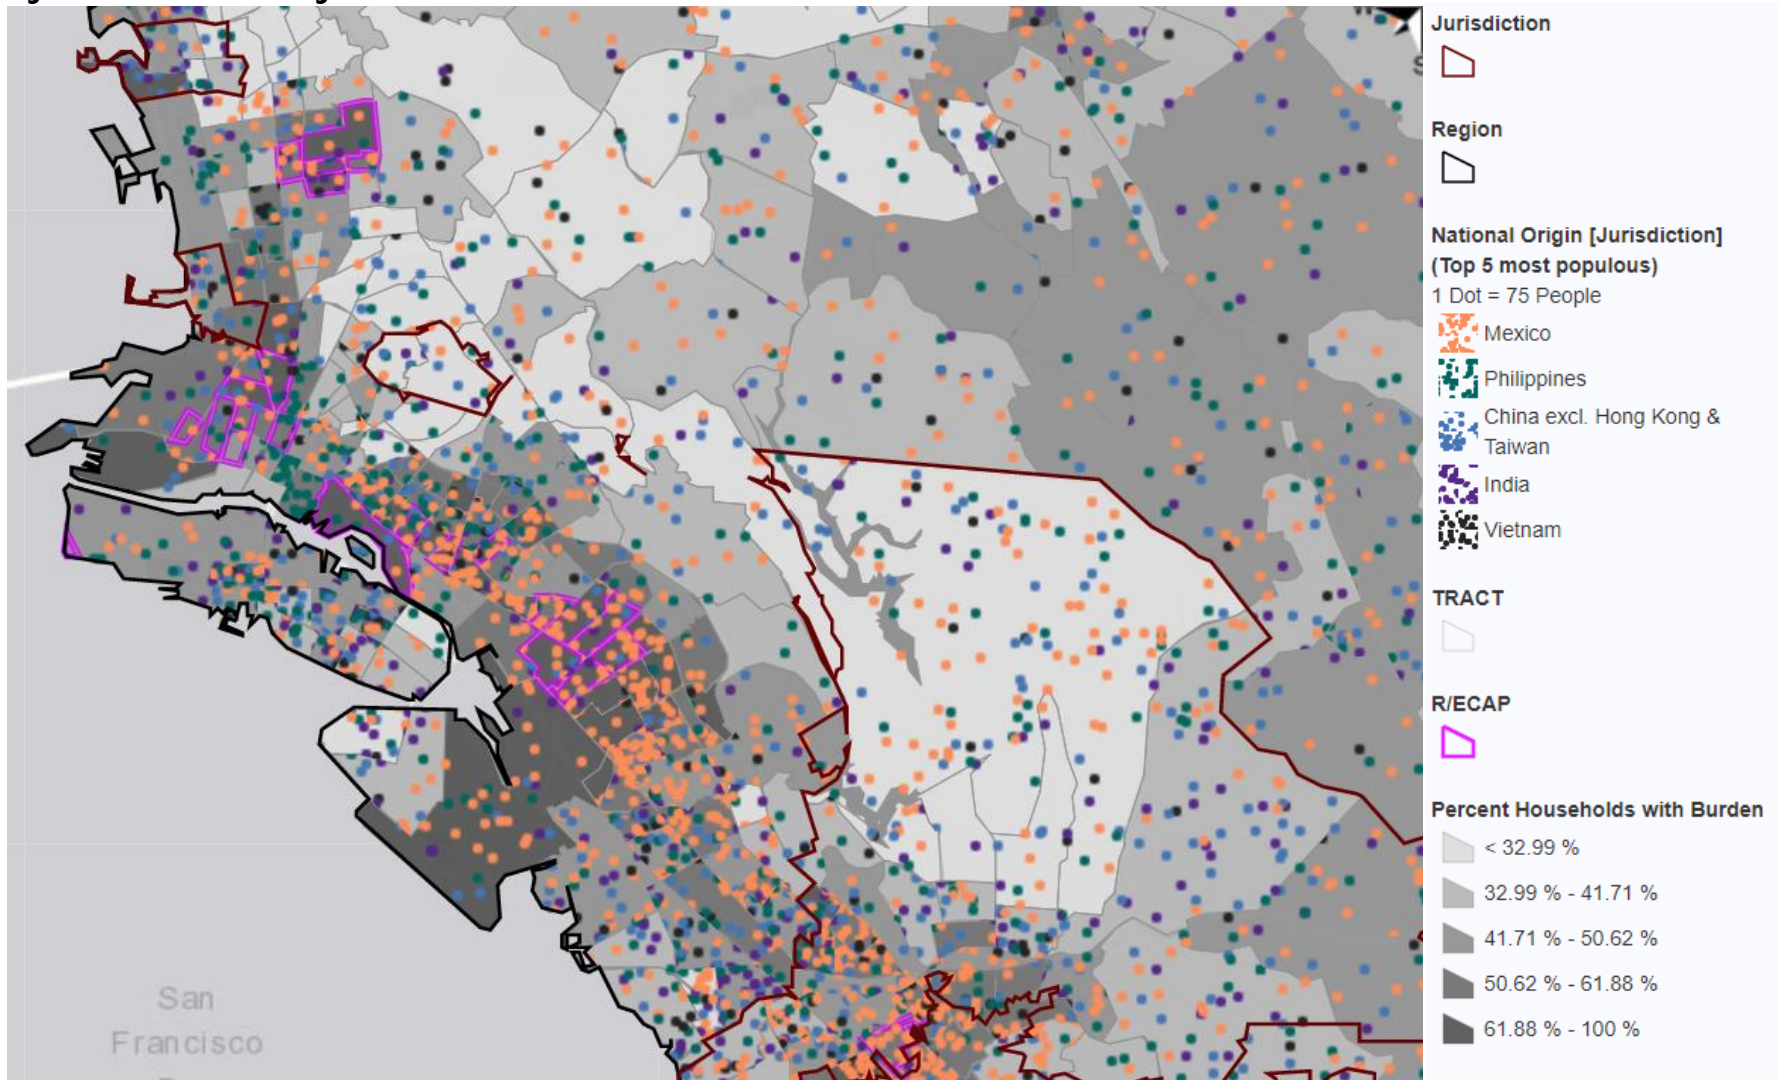 Jurisdiction
Region
National Origin [Jurisdiction]
(Top 5 most populous)
1 Dot = 75 People
Mexico
Philippines
China excl. Hong Kong &
Taiwan
India
Vietnam
TRACT
R/ECAP
Percent Households with Burden
< 32.99 %
32.99 % - 41.71 %
41.71 % - 50.62 %
50.62 % - 61.88 %
61.88 % - 100 %
San
Francisco